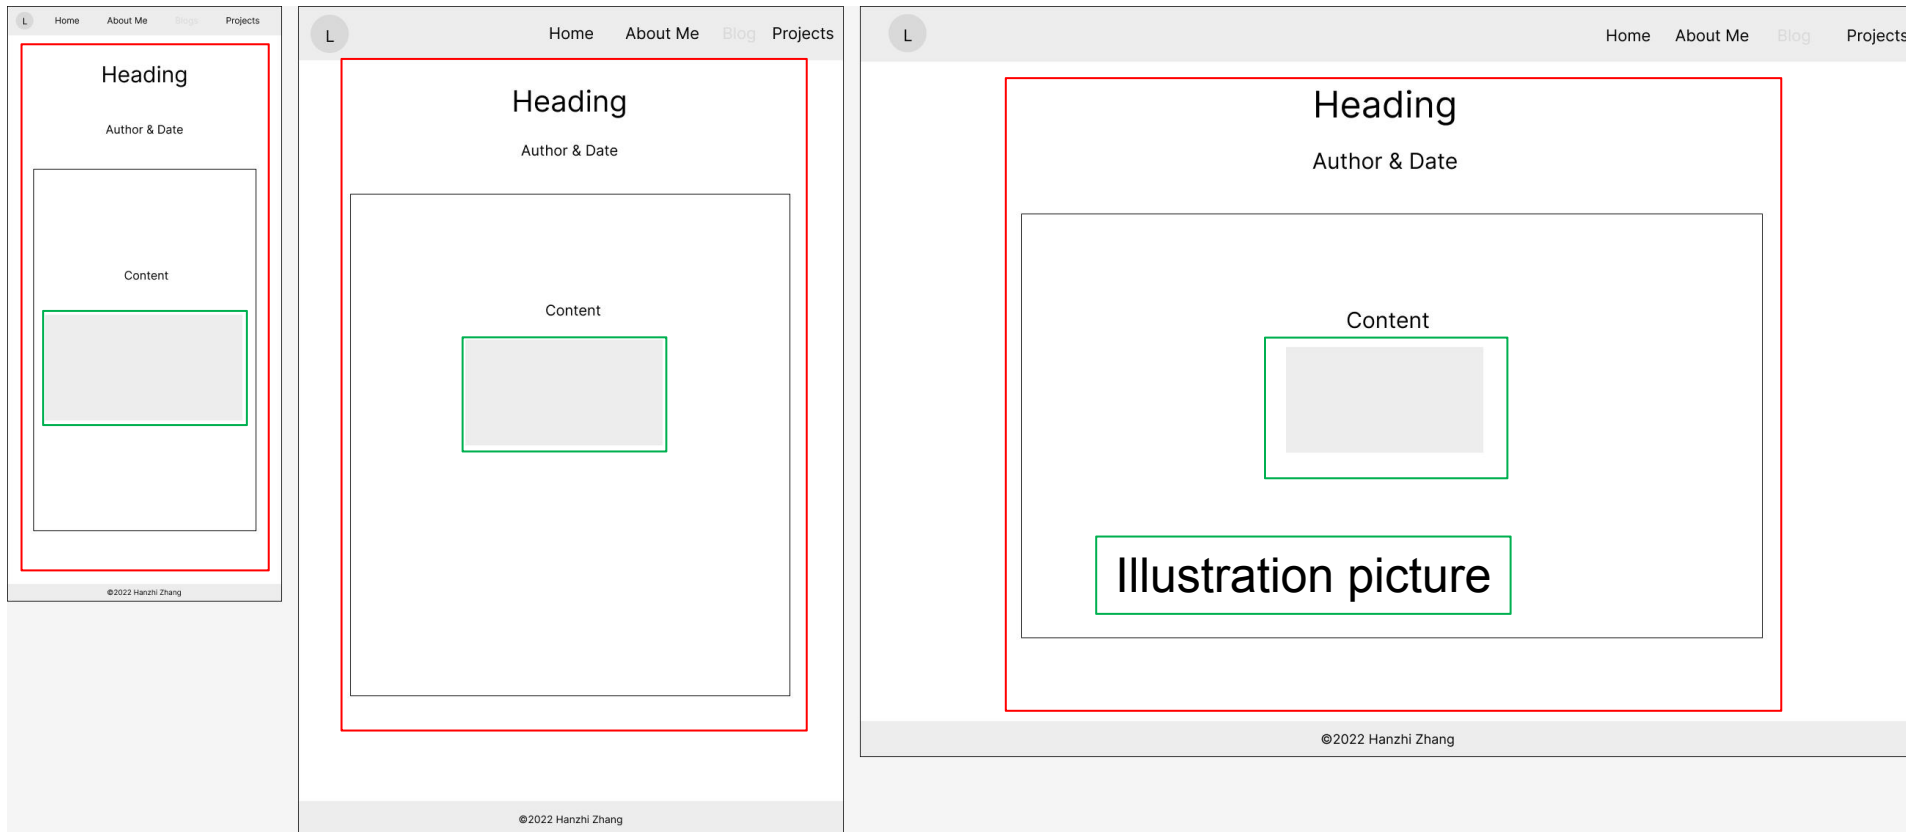 L Home About Me Blogs Projects
Heading
Author & Date
Content
©2022 Hanzhi Zhang
L Home About Me Blog Projects
Heading
Author & Date
Content
©2022 Hanzhi Zhang
L Home About Me Blog Projects
Heading
Author & Date
Content
Illustration picture
©2022 Hanzhi Zhang